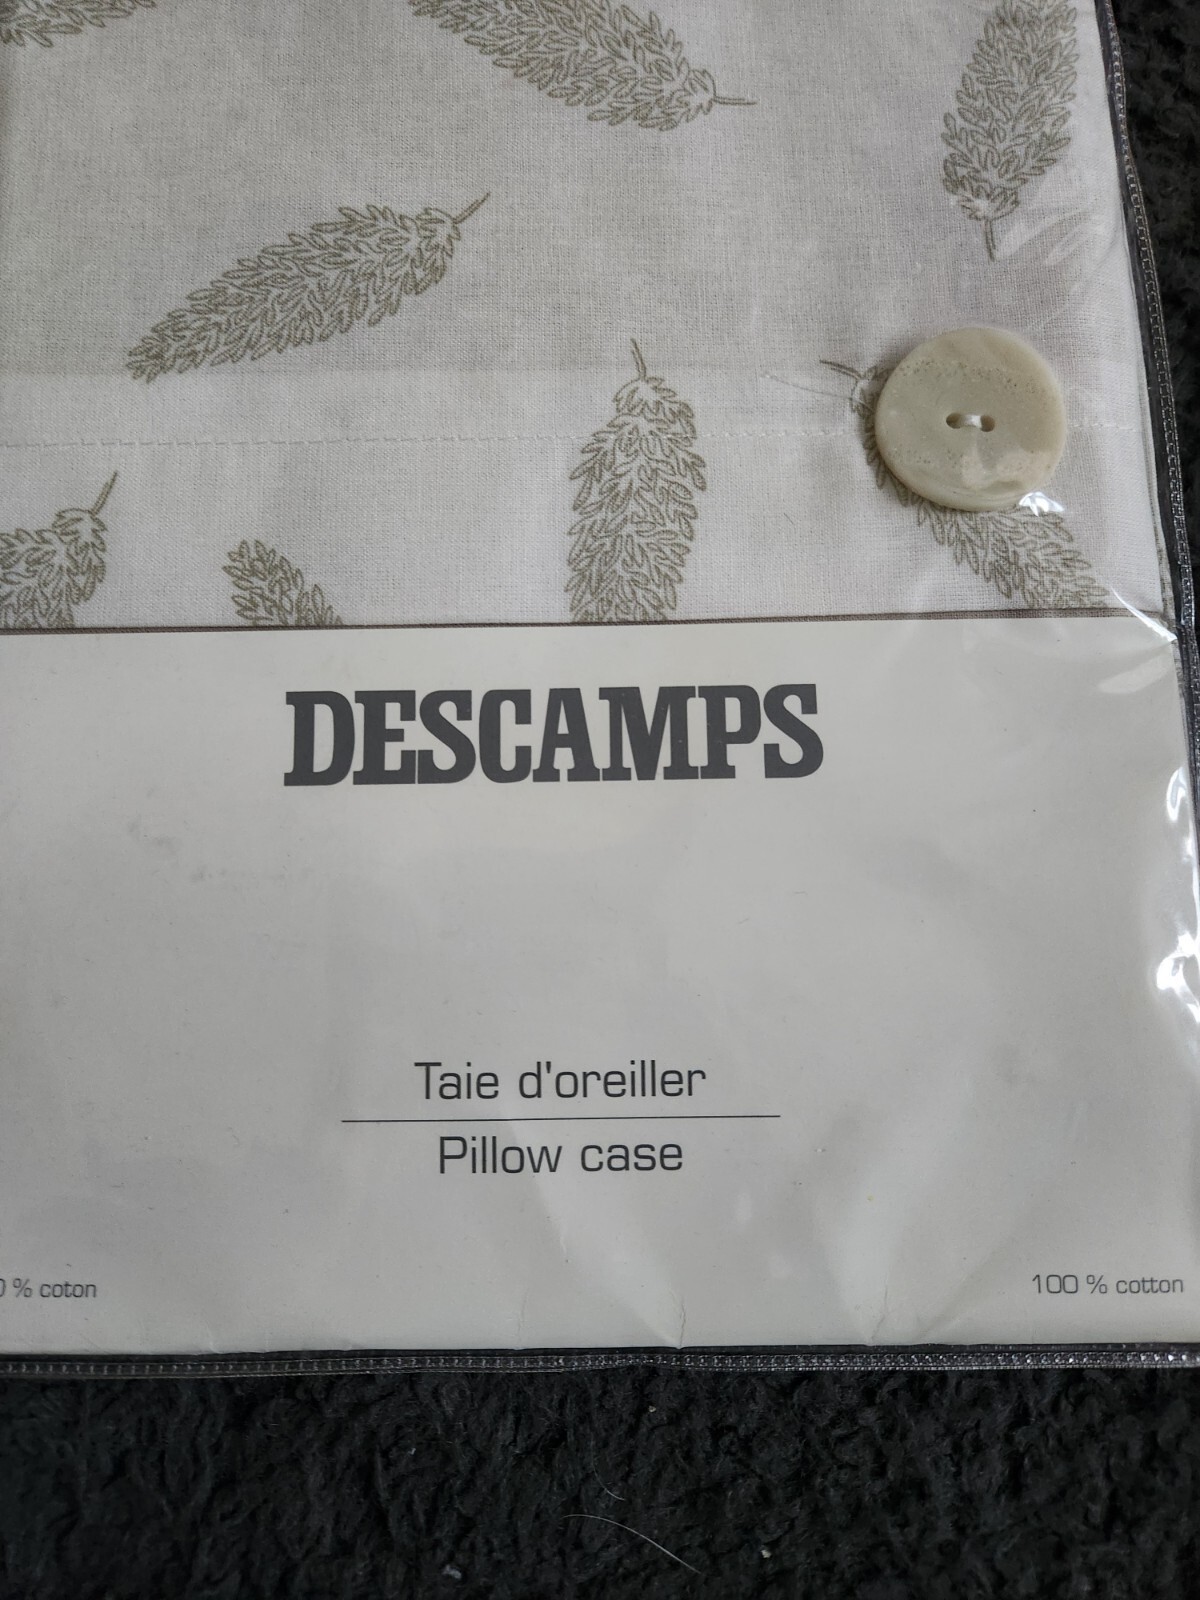 DESCAMPS
Taie d'oreiller
Pillow case
% coton
100 % cotton